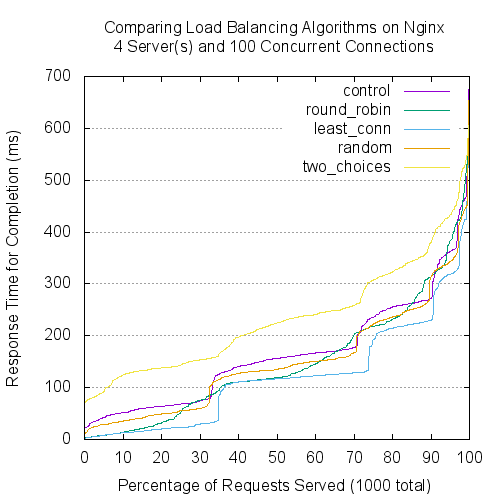 Comparing Load Balancing Algorithms on Nginx
4 Server(s) and 100 Concurrent Connections
700
600
500
400
300
200
100
0
control
round_robin
least_conn
random
two_choices
Response Time for Completion (ms)
0 10 20 30 40 50 60 70 80 90 100
Percentage of Requests Served (1000 total)